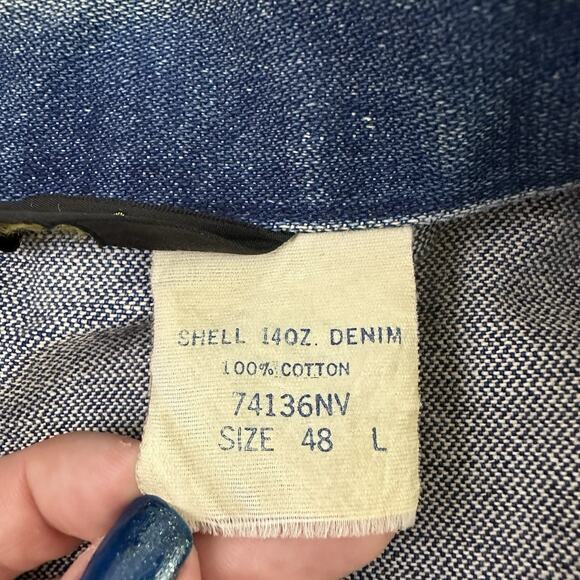 SHELL 14OZ. DENIM
100% COTTON
74136NV
SIZE 48 L